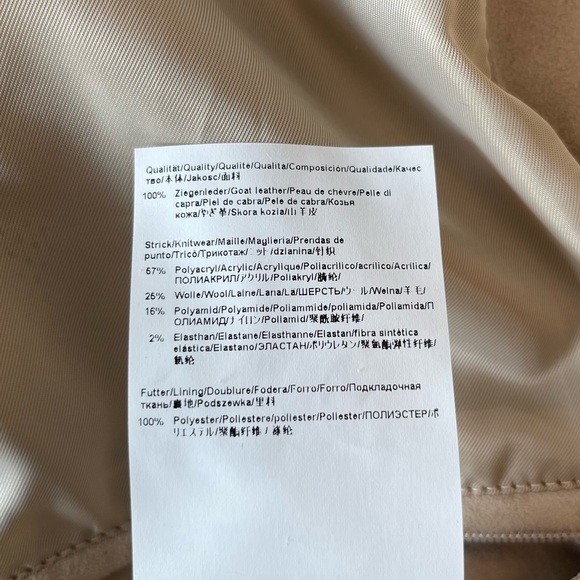 Qualität/Quality/Qualite/Qualita/Composición/Qualidade/Качес
тво/本体/Jakosc/面料
100% Ziegenleder/Goat leather/Peau de chèvre/Pelle di
capra/Piel de cabra/Pele de cabra/Козья
кожа/やぎ革/Skora kozia/山羊皮
Strick/Knitwear/Maille/Maglieria/Prendas de
punto/Tricô/Трикотаж/ニット/dzianina/针织
57% Polyacryl/Acrylic/Acrylique/Poliacrilico/acrílico/Acrílica/
ПОЛИАКРИЛ/アクリル/Poliakryl/腈纶/
25% Wolle/Wool/Laine/Lana/Lã/ШЕРСТЬ/ウール/Welna/羊毛/
16% Polyamid/Polyamide/Poliammide/poliamida/Poliamida/П
ОЛИАМИД/ナイロン/Poliamid/聚酰胺纤维/
2% Elasthan/Elastane/Elasthanne/Elastan/fibra sintética
elástica/Elastano/ЭЛАСТАН/ポリウレタン/聚氨酯弹性纤维/
氨纶
Futter/Lining/Doublure/Fodera/Forro/Forro/Подкладочная
ткань/裏地/Podszewka/里料
100% Polyester/Poliestere/poliester/Poliester/ПОЛИЭСТЕР/ポ
リエステル/聚酯纤维 / 涤纶